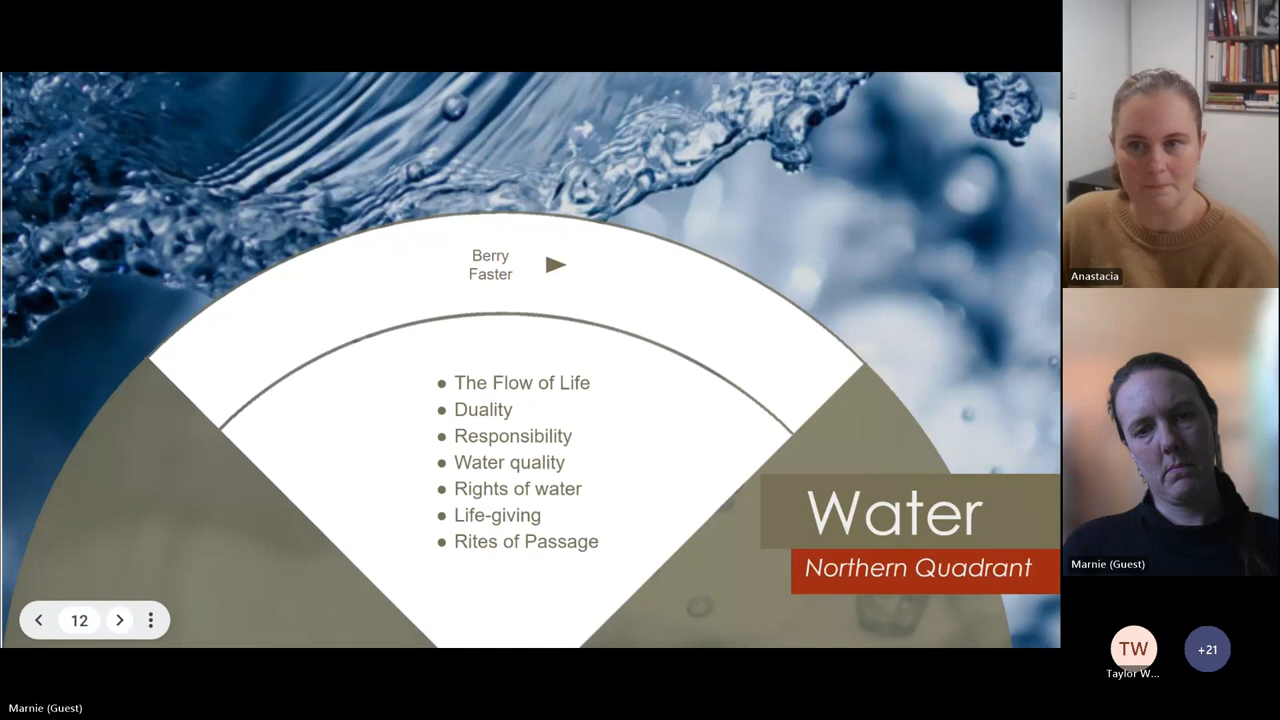 Berry
Faster
The Flow of Life
Duality
Responsibility
Water quality
Rights of water
Life-giving
Rites of Passage
Water
Northern Quadrant
12
Anastacia
Marnie (Guest)
TW
+21
Taylor W...
Marnie (Guest)